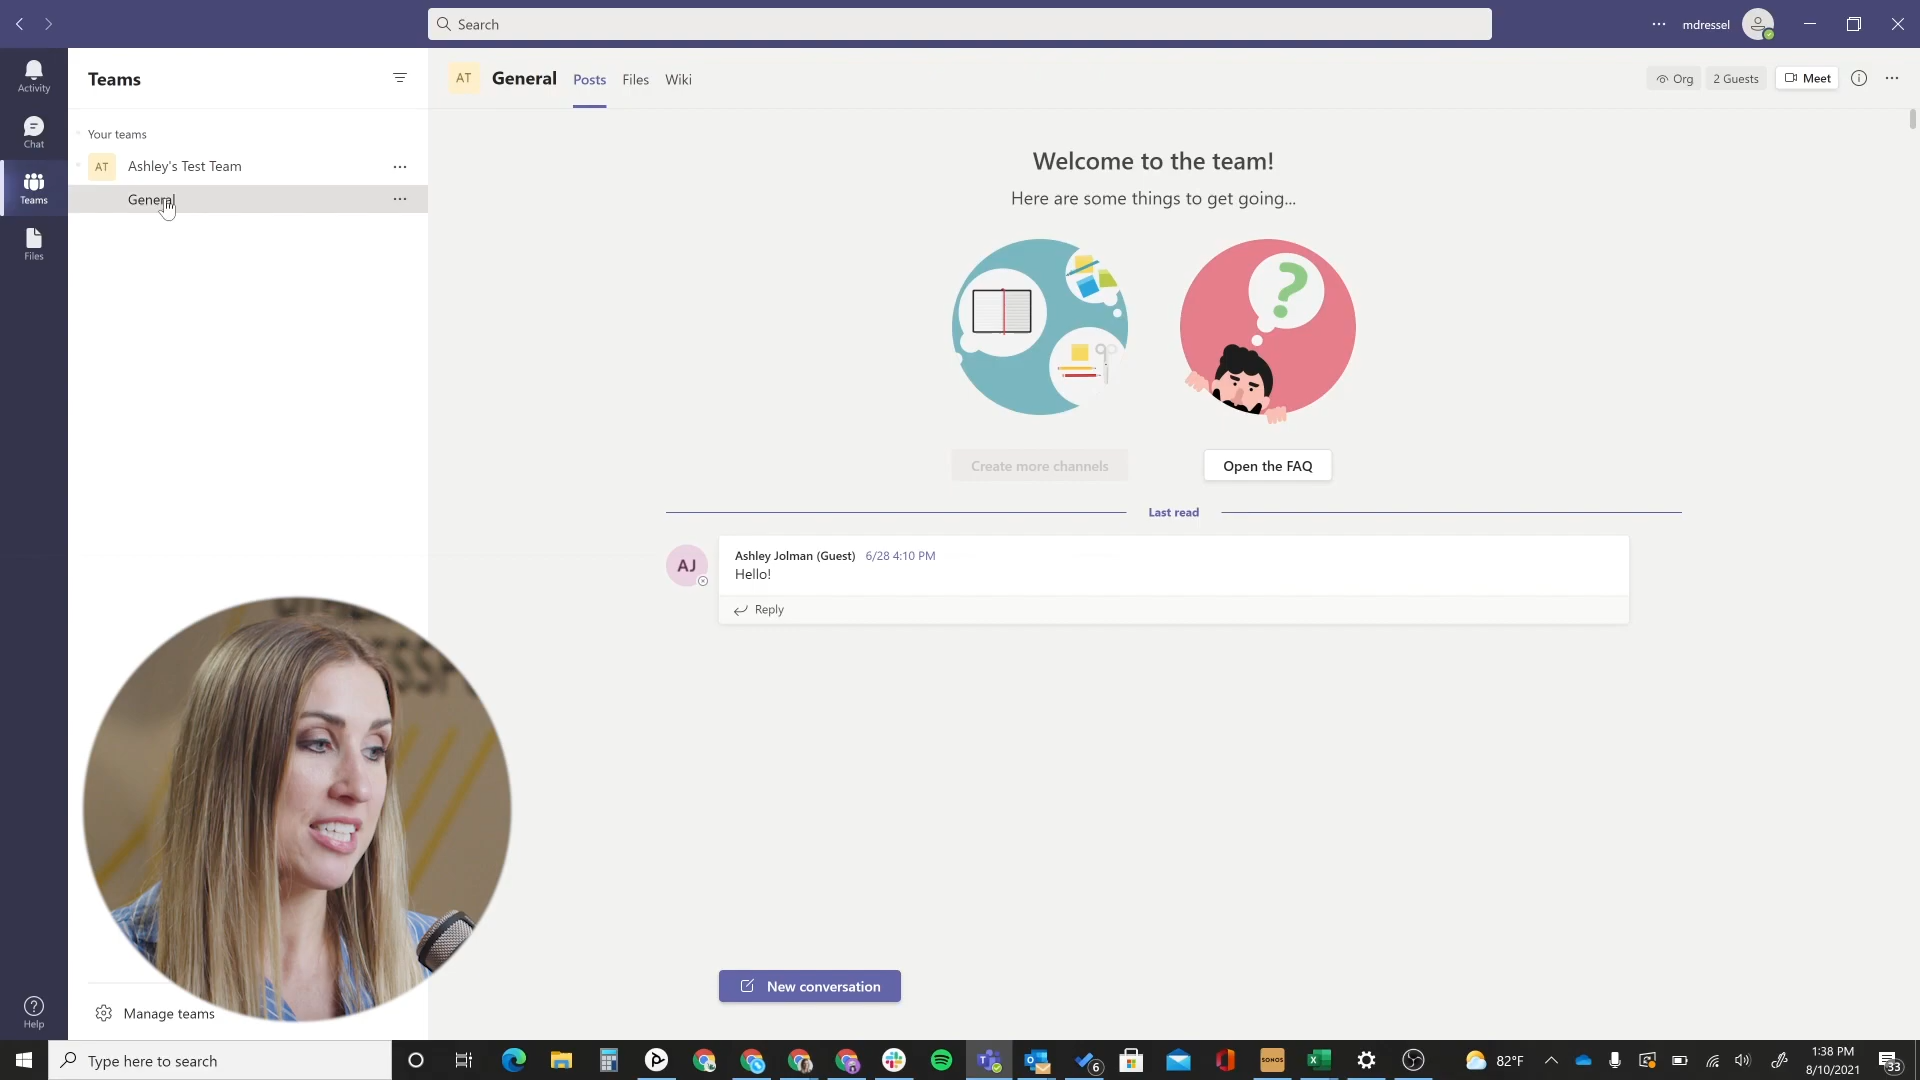 Search
mdressel
Activity
Chat
Teams
Files
Help
Teams
Your teams
AT Ashley's Test Team
General
Manage teams
AT General Posts Files Wiki
Org 2 Guests Meet
Welcome to the team!
Here are some things to get going...
Create more channels Open the FAQ
Last read
AJ
Ashley Jolman (Guest) 6/28 4:10 PM
Hello!
Reply
New conversation
Type here to search
SONOS
6
82°F
1:38 PM
8/10/2021
33